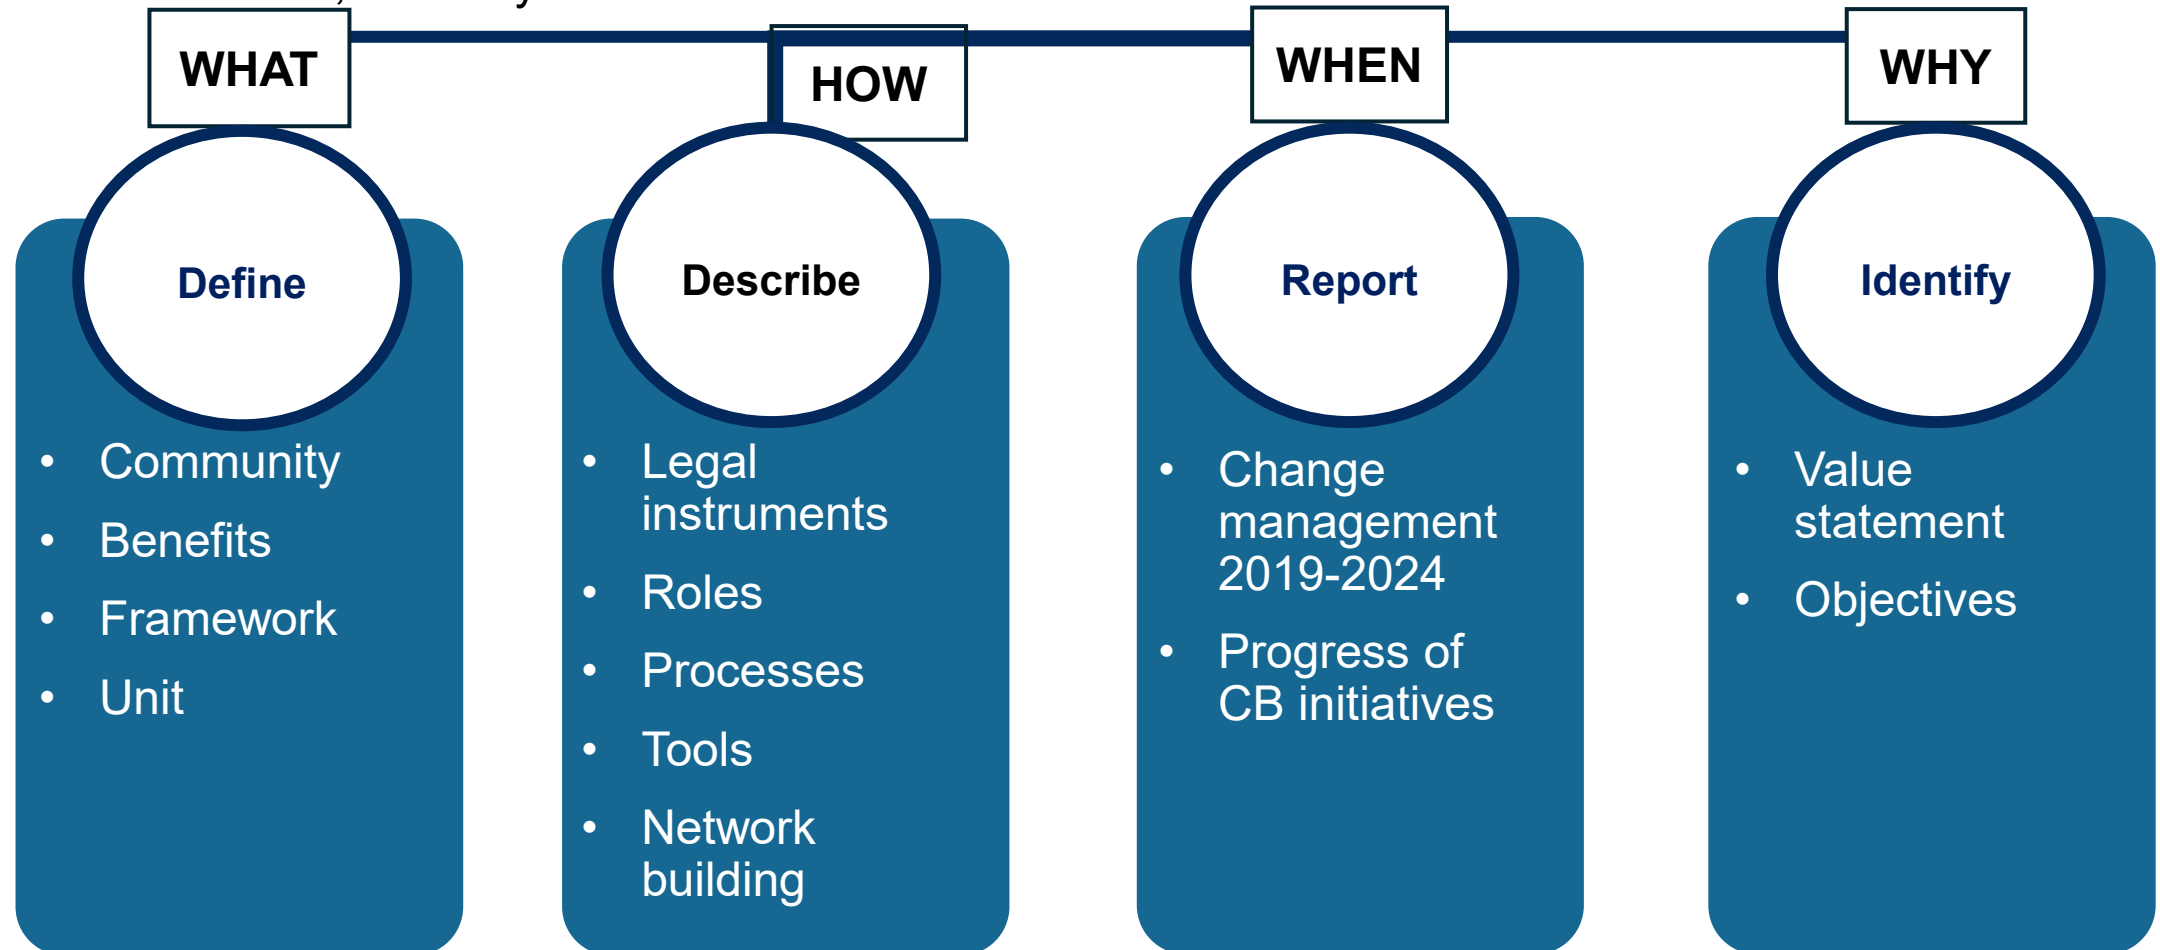 WHAT
Define
• Community
• Benefits
• Framework
• Unit
HOW
Describe
• Legal
instruments
• Roles
• Processes
• Tools
• Network
building
WHEN
Report
• Change
management
2019-2024
• Progress of
CB initiatives
WHY
Identify
• Value
statement
• Objectives